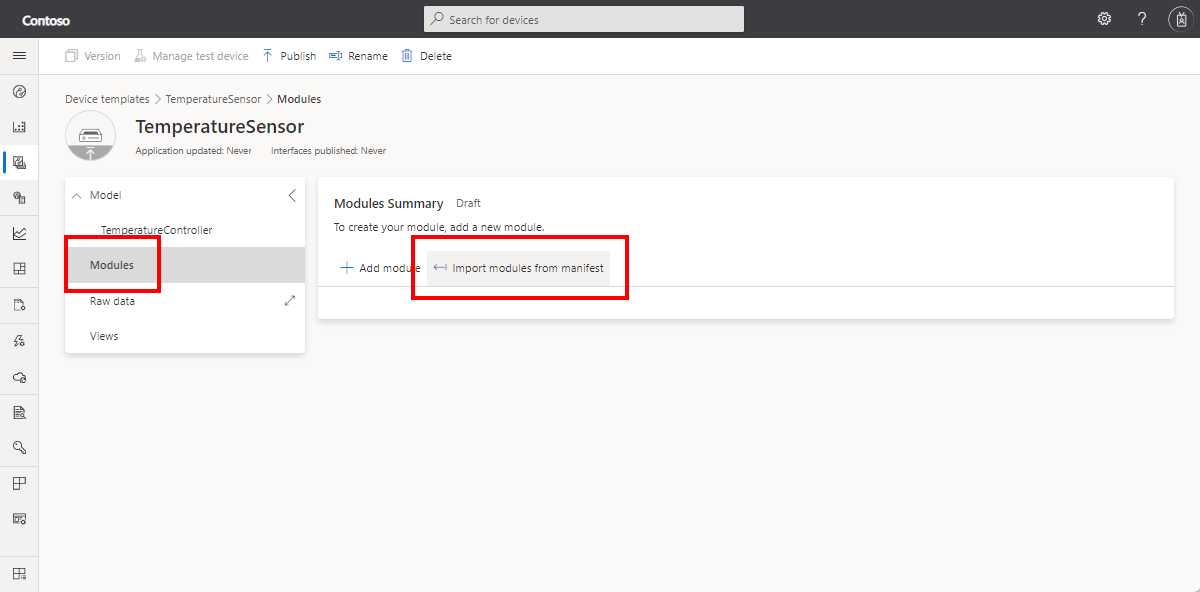 Contoso
Search for devices
?
Version Manage test device Publish Rename Delete
Device templates > TemperatureSensor > Modules
TemperatureSensor
Application updated: Never Interfaces published: Never
Model
TemperatureController
Modules
Raw data
Views
Modules Summary Draft
To create your module, add a new module.
Add module Import modules from manifest